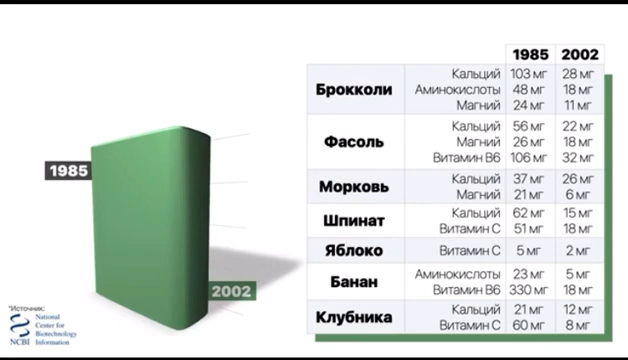 1985
2002
*Источник:
NCBI
National
Center for
Biotechnology
Information
1985 2002
Брокколи
Кальций 103 мг 28 мг
Аминокислоты 48 мг 18 мг
Магний 24 мг 11 мг
Фасоль
Кальций 56 мг 22 мг
Магний 26 мг 18 мг
Витамин В6 106 мг 32 мг
Морковь
Кальций 37 мг 26 мг
Магний 21 мг 6 мг
Шпинат
Кальций 62 мг 15 мг
Витамин С 51 мг 18 мг
Яблоко
Витамин С 5 мг 2 мг
Банан
Аминокислоты 23 мг 5 мг
Витамин В6 330 мг 18 мг
Клубника
Кальций 21 мг 12 мг
Витамин С 60 мг 8 мг